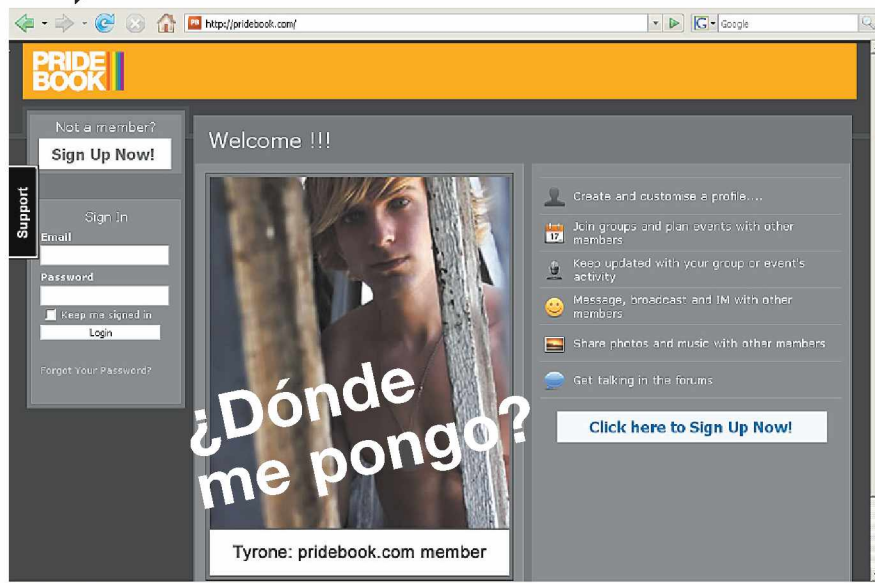 http://pridebook.com/
Google
PRIDE
BOOK
Not a member?
Sign Up Now!
Support
Sign In
Email
Password
Keep me signed in
Login
Forgot Your Password?
Welcome !!!
¿Dónde
me pongo?
Tyrone: pridebook.com member
Create and customise a profile....
17
Join groups and plan events with other
members
Keep updated with your group or event's
activity
Message, broadcast and IM with other
members
Share photos and music with other members
Get talking in the forums
Click here to Sign Up Now!